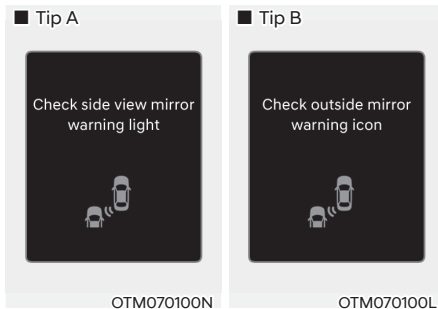 ■ Tip A
Check side view mirror
warning light
OTM070100N
■ Tip B
Check outside mirror
warning icon
OTM070100L